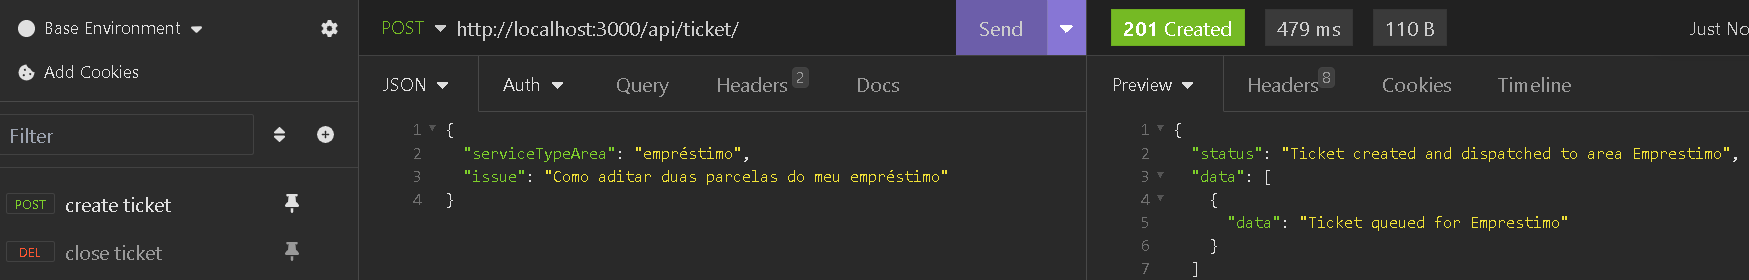 Base Environment
Add Cookies
Filter
POST create ticket
DEL close ticket
POST http://localhost:3000/api/ticket/ Send
JSON Auth Query Headers 2 Docs
1 {
2 "serviceTypeArea": "empréstimo",
3 "issue": "Como aditar duas parcelas do meu empréstimo"
4 }
201 Created 479 ms 110 B Just No
Preview Headers 8 Cookies Timeline
1 {
2 "status": "Ticket created and dispatched to area Emprestimo",
3 "data": [
4 {
5 "data": "Ticket queued for Emprestimo"
6 }
7 ]